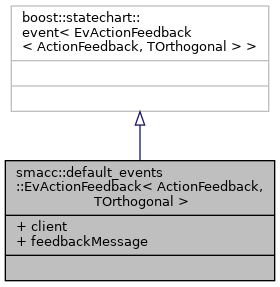 boost::statechart::
event< EvActionFeedback
< ActionFeedback, TOrthogonal > >
smacc::default_events
::EvActionFeedback< ActionFeedback,
TOrthogonal >
+ client
+ feedbackMessage